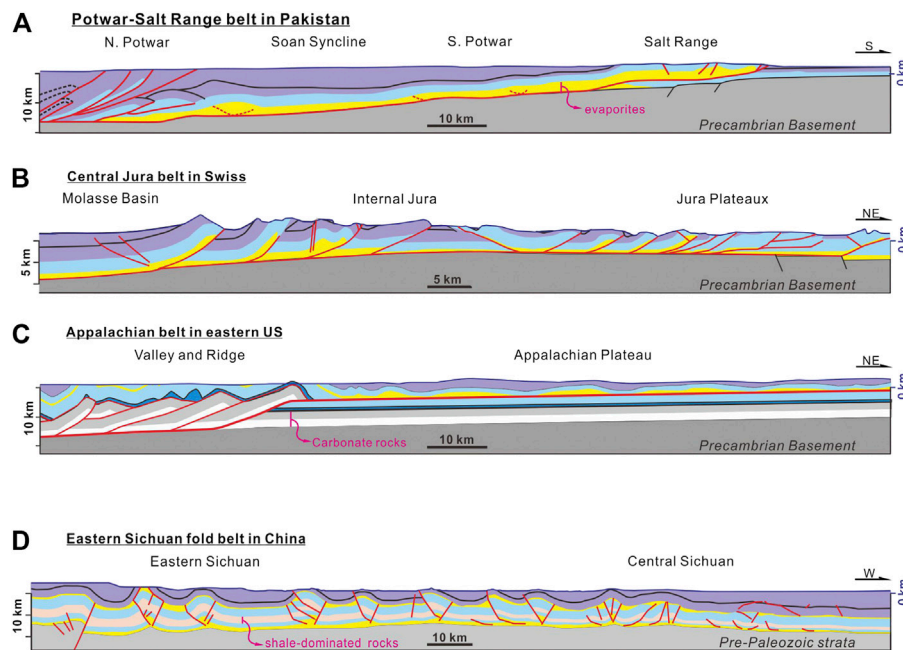 A
Potwar-Salt Range belt in Pakistan
N. Potwar Soan Syncline S. Potwar Salt Range S
0 km
10 km
evaporites
10 km
Precambrian Basement
B
Central Jura belt in Swiss
Molasse Basin Internal Jura Jura Plateaux NE
0 km
5 km
5 km
Precambrian Basement
C
Appalachian belt in eastern US
Valley and Ridge Appalachian Plateau NE
0 km
10 km
Carbonate rocks
10 km
Precambrian Basement
D
Eastern Sichuan fold belt in China
Eastern Sichuan Central Sichuan W
0 km
10 km
shale-dominated rocks
10 km
Pre-Paleozoic strata